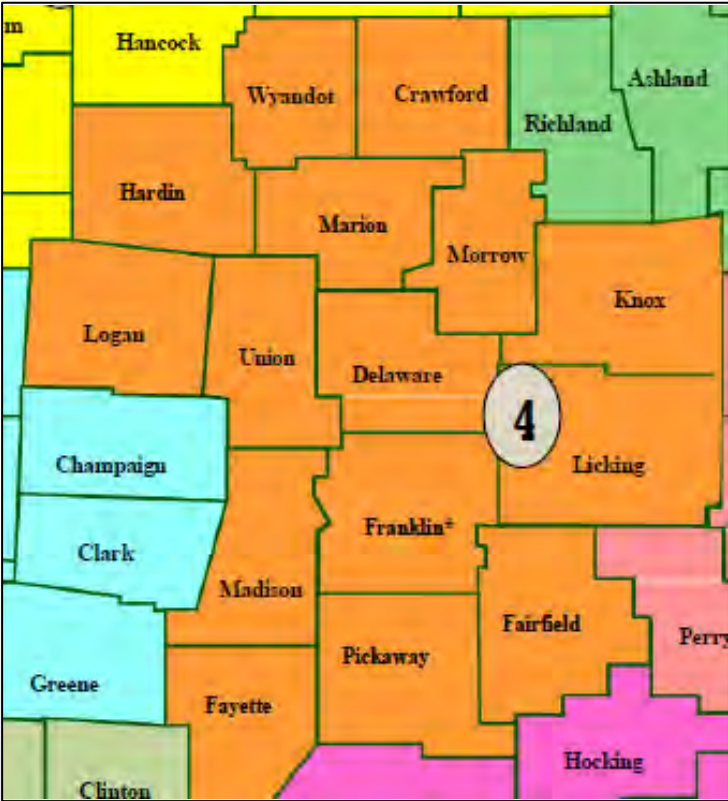 m
Hancock
Ashland
Wyandot
Crawford
Richland
Hardin
Marion
Morrow
Knox
Logan
Union
Delaware
4
Champaign
Licking
Franklin*
Clark
Madison
Fairfield
Perry
Pickaway
Greene
Fayette
Hocking
Clinton